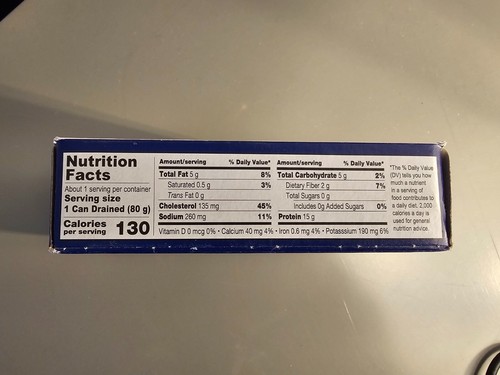 Nutrition
Facts
About 1 serving per container
Serving size
1 Can Drained (80 g)
Calories
per serving 130
Amount/serving % Daily Value*
Total Fat 5 g 8%
Saturated 0.5 g 3%
Trans Fat 0 g
Cholesterol 135 mg 45%
Sodium 260 mg 11%
Amount/serving % Daily Value*
Total Carbohydrate 5 g 2%
Dietary Fiber 2 g 7%
Total Sugars 0 g
Includes 0g Added Sugars 0%
Protein 15 g
Vitamin D 0 mcg 0% • Calcium 40 mg 4% • Iron 0.6 mg 4% • Potasssium 190 mg 6%
*The % Daily Value
(DV) tells you how
much a nutrient
in a serving of
food contributes to
a daily diet. 2,000
calories a day is
used for general
nutrition advice.